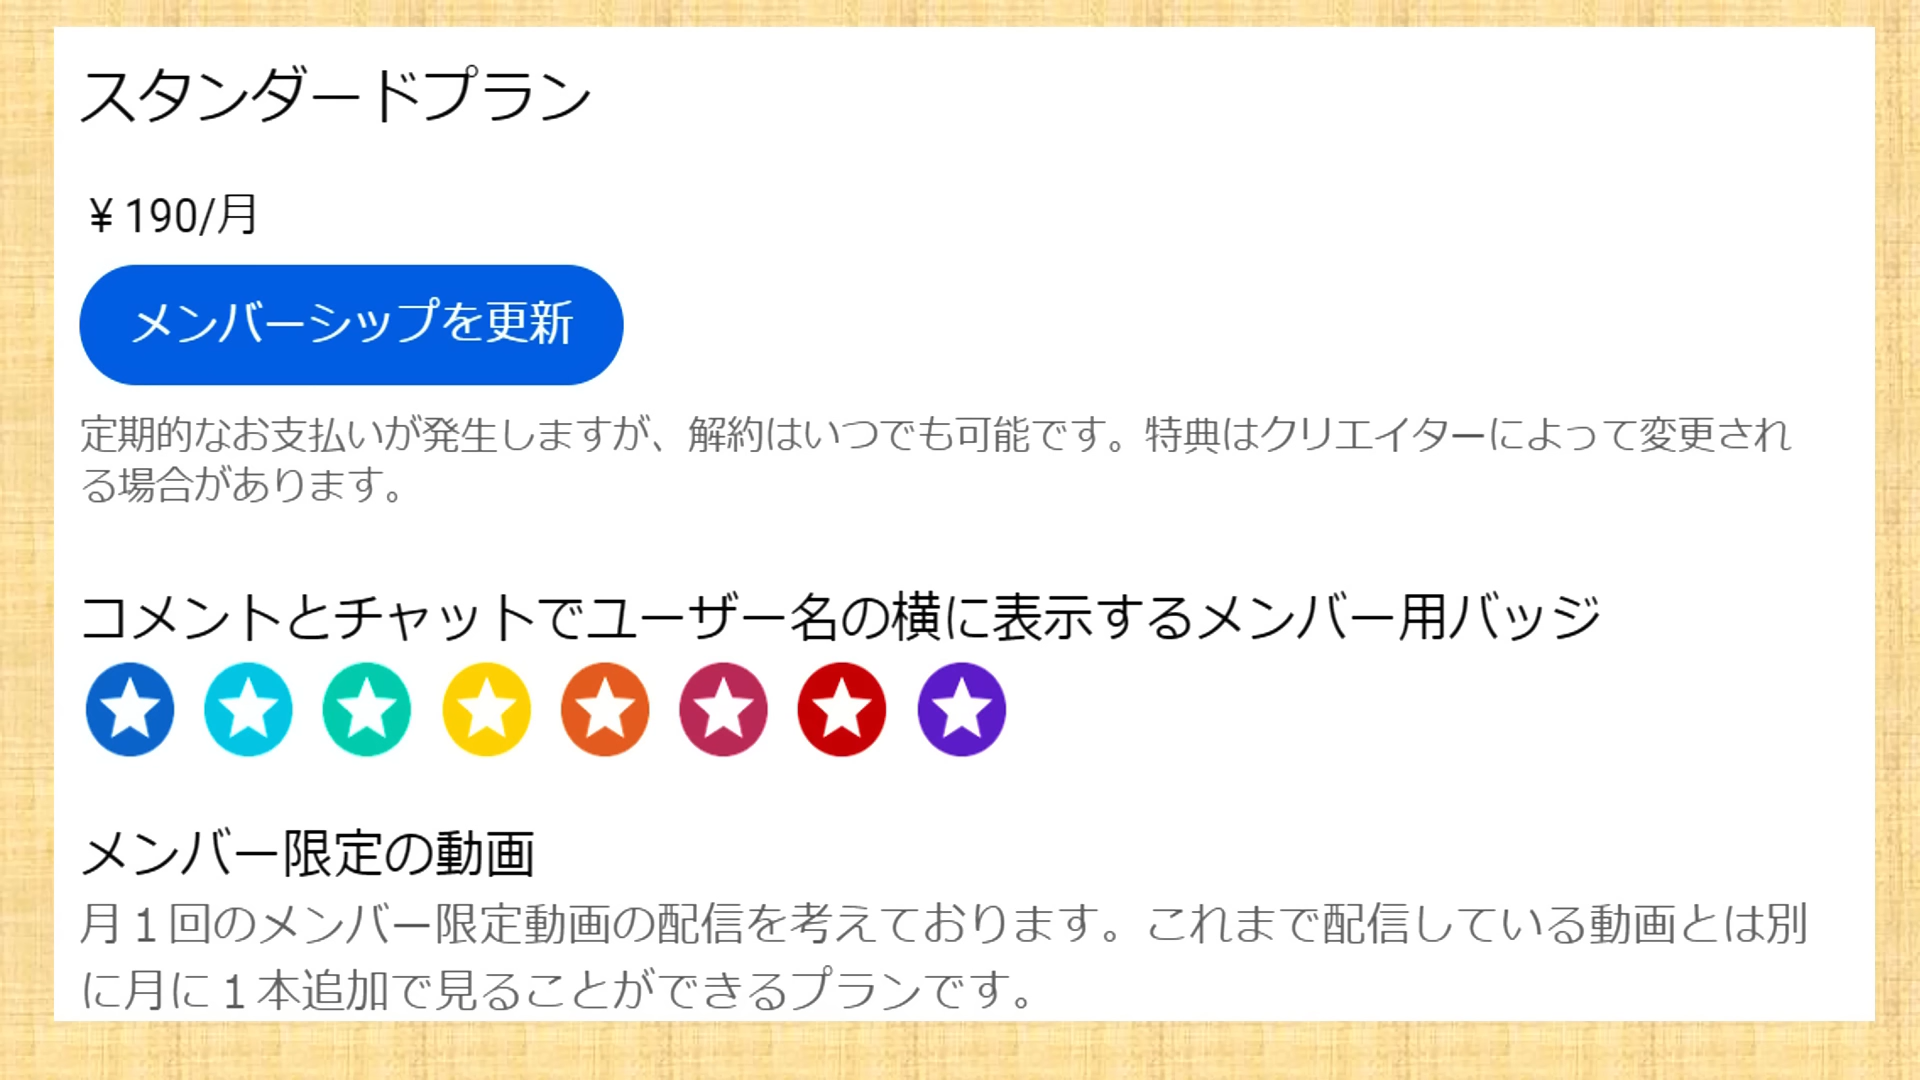 スタンダードプラン
¥ 190/月
メンバーシップを更新
定期的なお支払いが発生しますが、解約はいつでも可能です。特典はクリエイターによって変更され
る場合があります。
コメントとチャットでユーザー名の横に表示するメンバー用バッジ
メンバー限定の動画
月１回のメンバー限定動画の配信を考えております。これまで配信している動画とは別
に月に１本追加で見ることができるプランです。